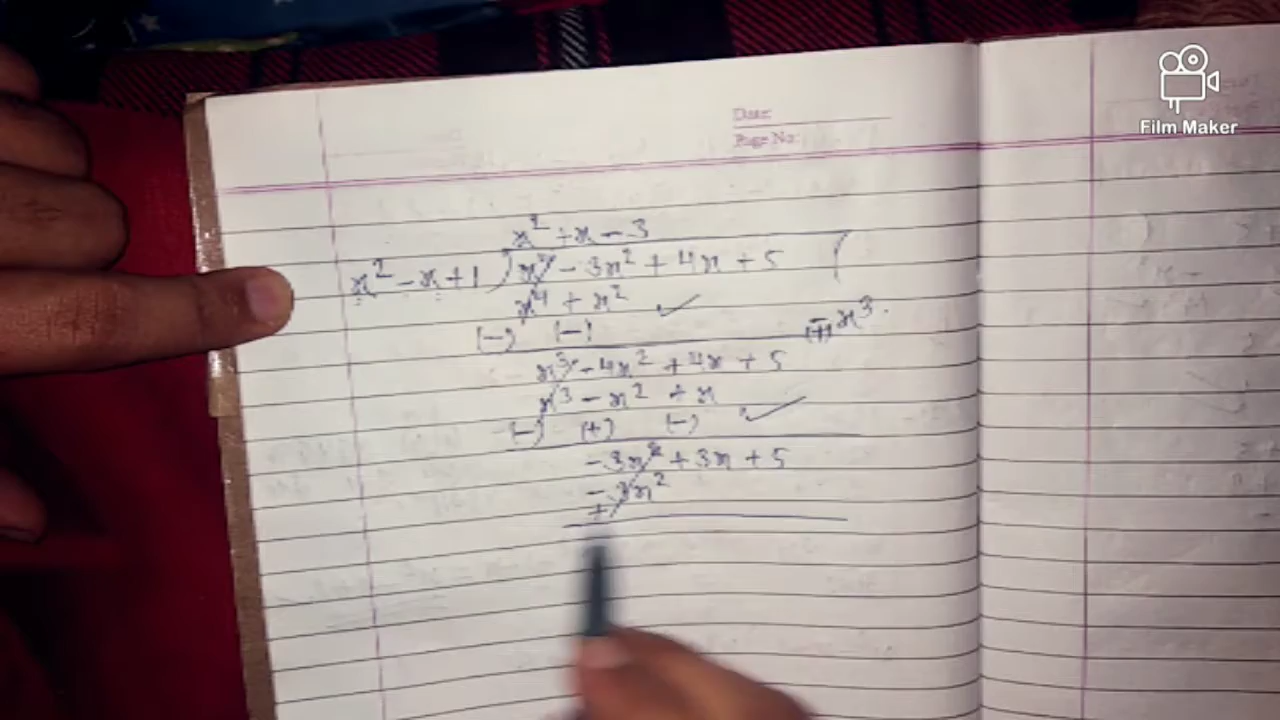 Film Maker
Date:
Page No:
x² + x - 3
x² - x + 1 ) x⁴ - 3x² + 4x + 5 (
x⁴ + x² ✓
(-) (-) - x³.
(+)
x³ - 4x² + 4x + 5
x³ - x² + x ✓
(-) (+) (-)
- 3x² + 3x + 5
- 3x²
+